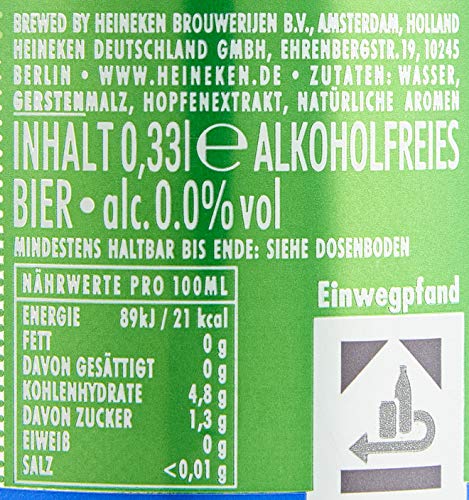 BREWED BY HEINEKEN BROUWERIJEN B.V., AMSTERDAM, HOLLAND
HEINEKEN DEUTSCHLAND GMBH, EHRENBERGSTR.19, 10245
BERLIN • WWW.HEINEKEN.DE • ZUTATEN: WASSER,
GERSTENMALZ, HOPFENEXTRAKT, NATÜRLICHE AROMEN
INHALT 0,33l e ALKOHOLFREIES
BIER • alc. 0.0% vol
MINDESTENS HALTBAR BIS ENDE: SIEHE DOSENBODEN
NÄHRWERTE PRO 100ML
ENERGIE 89kJ / 21 kcal
FETT 0 g
DAVON GESÄTTIGT 0 g
KOHLENHYDRATE 4,8 g
DAVON ZUCKER 1,3 g
EIWEIß 0 g
SALZ <0,01 g
Einwegpfand